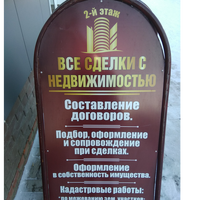 2-й этаж
ВСЕ СДЕЛКИ С
НЕДВИЖИМОСТЬЮ
Составление
договоров.
Подбор, оформление
и сопровождение
при сделках.
Оформление
в собственность имущества.
Кадастровые работы: